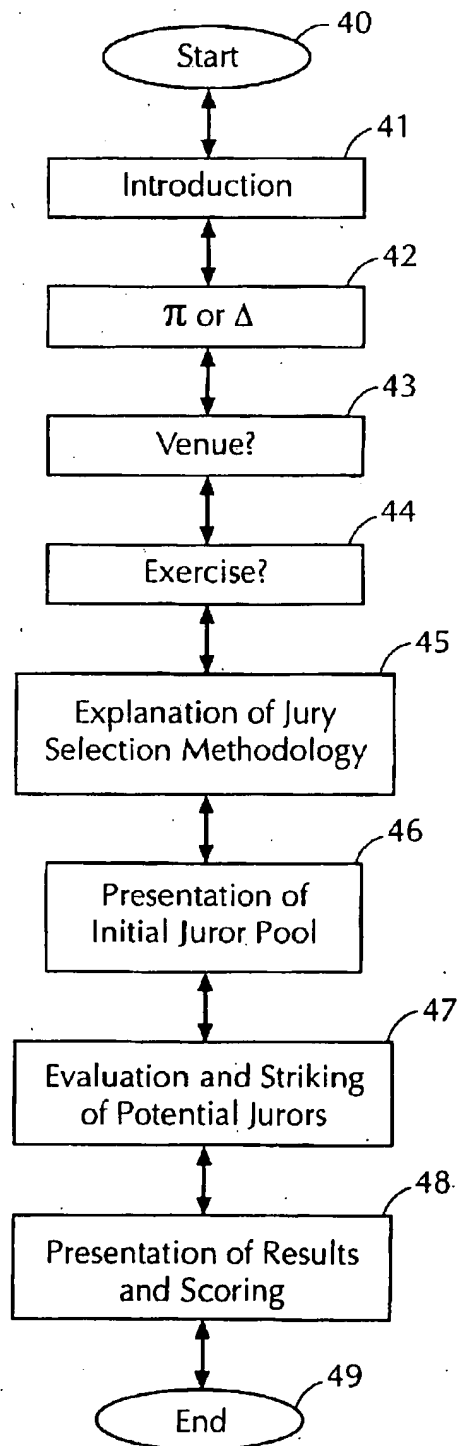 40
Start
41
Introduction
42
π or Δ
43
Venue?
44
Exercise?
45
Explanation of Jury
Selection Methodology
46
Presentation of
Initial Juror Pool
47
Evaluation and Striking
of Potential Jurors
48
Presentation of Results
and Scoring
49
End